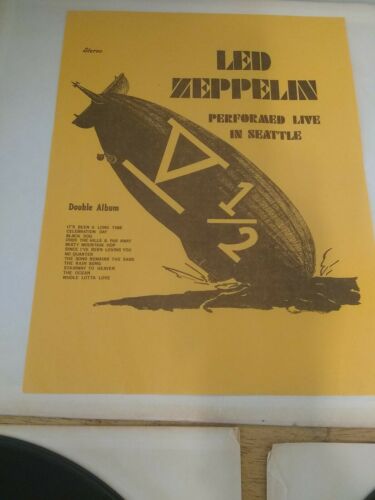 Stereo
LED
ZEPPELIN
PERFORMED LIVE
IN SEATTLE
V
1/2
Double Album
IT'S BEEN A LONG TIME
CELEBRATION DAY
BLACK DOG
OVER THE HILLS & FAR AWAY
MISTY MOUNTAIN HOP
SINCE I'VE BEEN LOVING YOU
NO QUARTER
THE SONG REMAINS THE SAME
THE RAIN SONG
STAIRWAY TO HEAVEN
THE OCEAN
WHOLE LOTTA LOVE